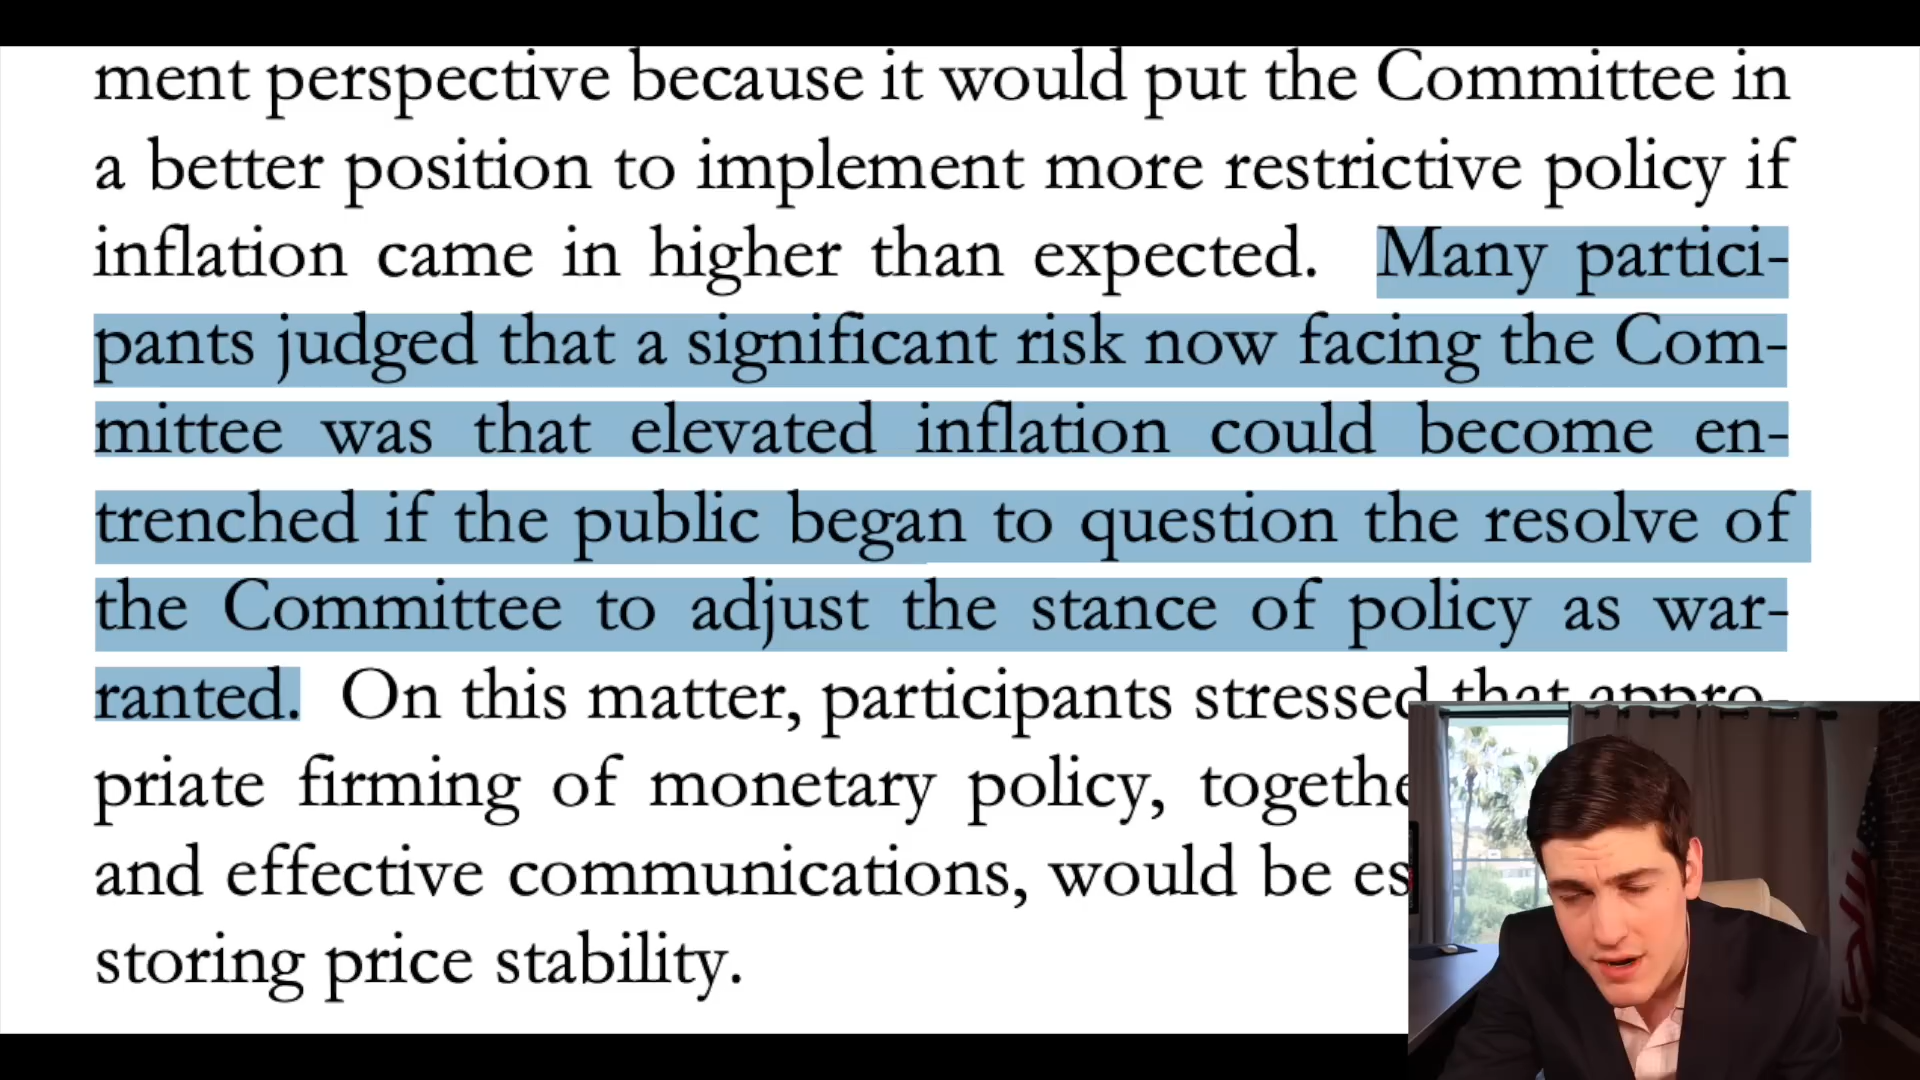 ment perspective because it would put the Committee in
a better position to implement more restrictive policy if
inflation came in higher than expected. Many partici-
pants judged that a significant risk now facing the Com-
mittee was that elevated inflation could become en-
trenched if the public began to question the resolve of
the Committee to adjust the stance of policy as war-
ranted. On this matter, participants stressed that appro-
priate firming of monetary policy,
and effective communications, would be
storing price stability.